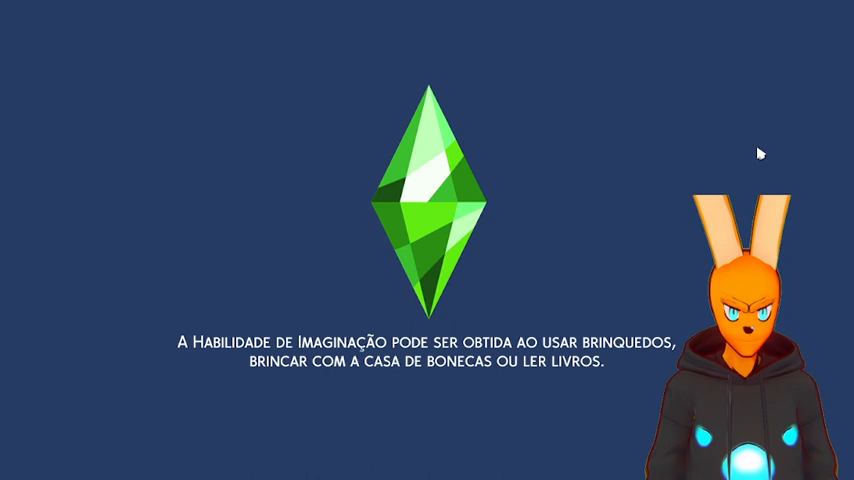 A Habilidade de Imaginação pode ser obtida ao usar brinquedos,
brincar com a casa de bonecas ou ler livros.